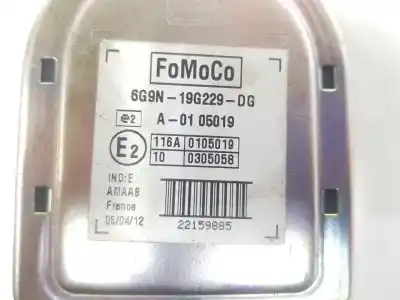 FoMoCo
6G9N-19G229-DG
e2 A-01 05019
E2
116A 0105019
10 0305058
IND:E
AMAAB
France
05/04/12
22159885